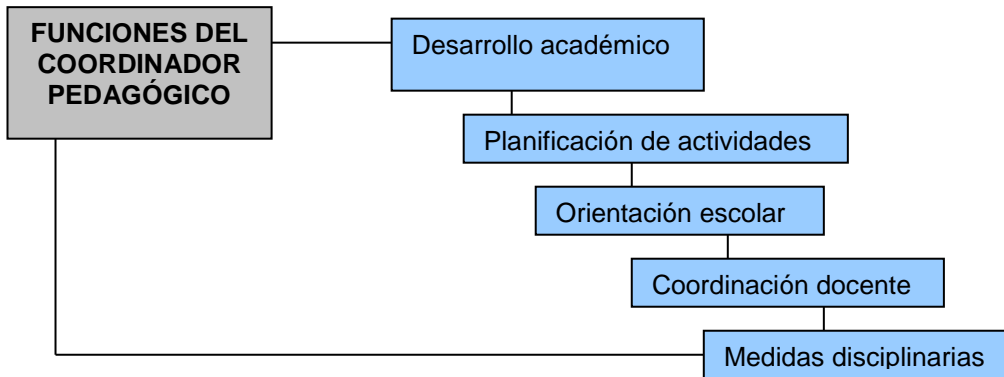 FUNCIONES DEL
COORDINADOR
PEDAGÓGICO
Desarrollo académico
Planificación de actividades
Orientación escolar
Coordinación docente
Medidas disciplinarias